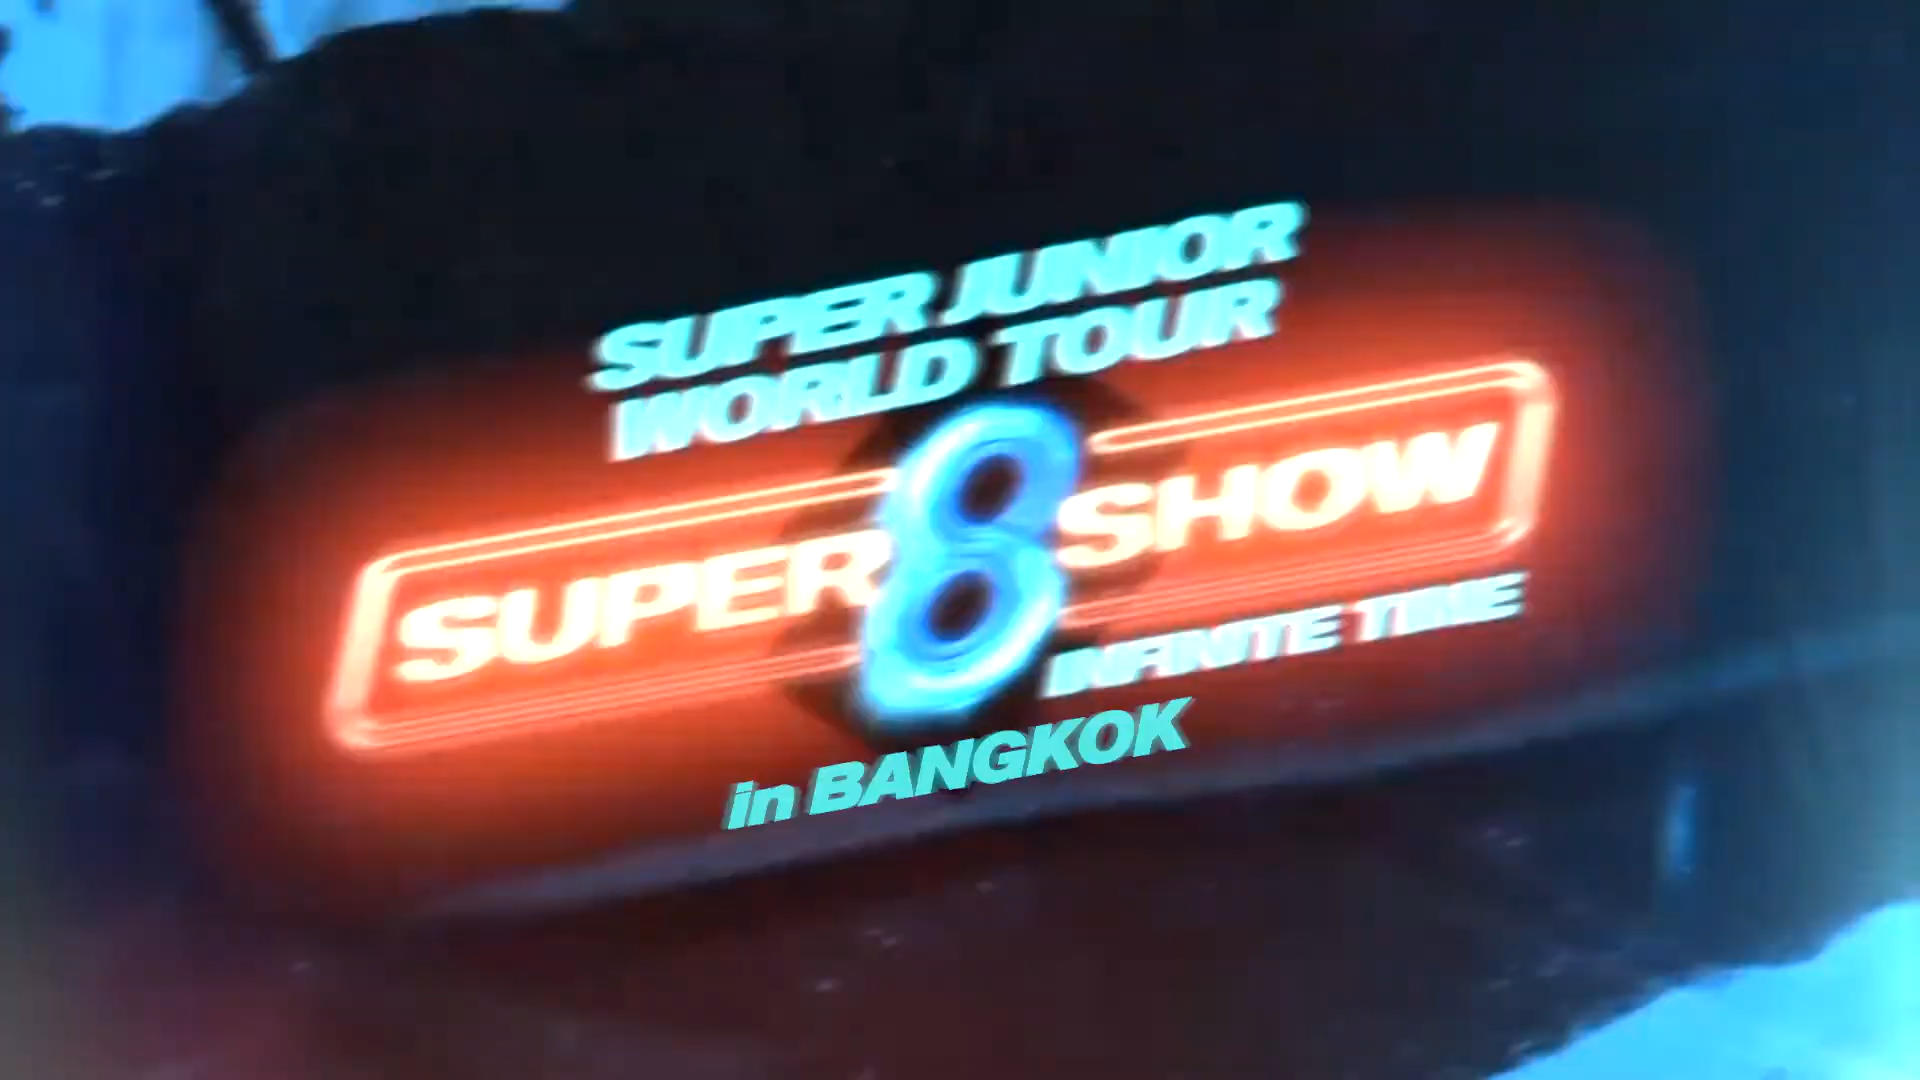 SUPER JUNIOR
WORLD TOUR
SUPER 8 SHOW
INFINITE TIME
in BANGKOK